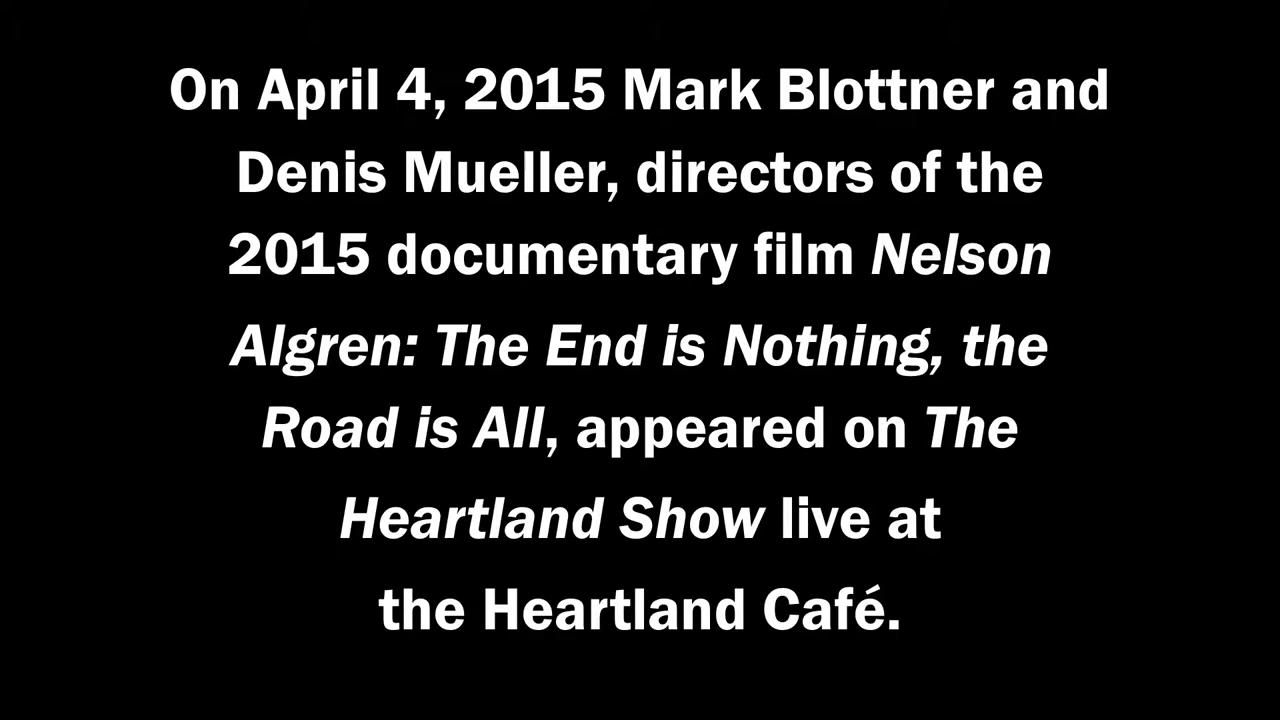 On April 4, 2015 Mark Blottner and
Denis Mueller, directors of the
2015 documentary film Nelson
Algren: The End is Nothing, the
Road is All, appeared on The
Heartland Show live at
the Heartland Café.